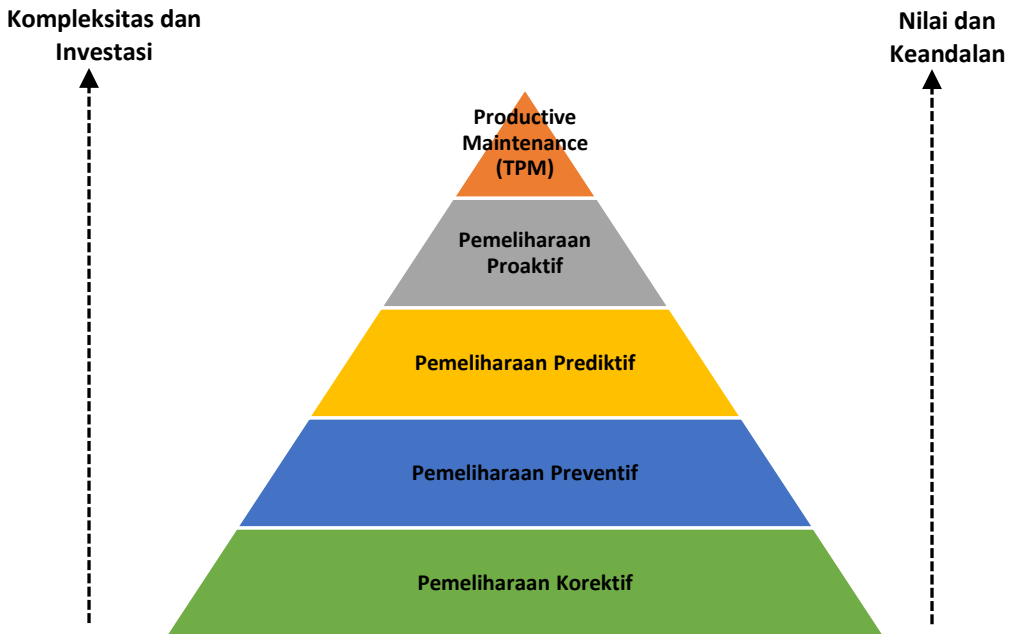 Kompleksitas dan
Investasi
Nilai dan
Keandalan
Productive
Maintenance
(TPM)
Pemeliharaan
Proaktif
Pemeliharaan Prediktif
Pemeliharaan Preventif
Pemeliharaan Korektif